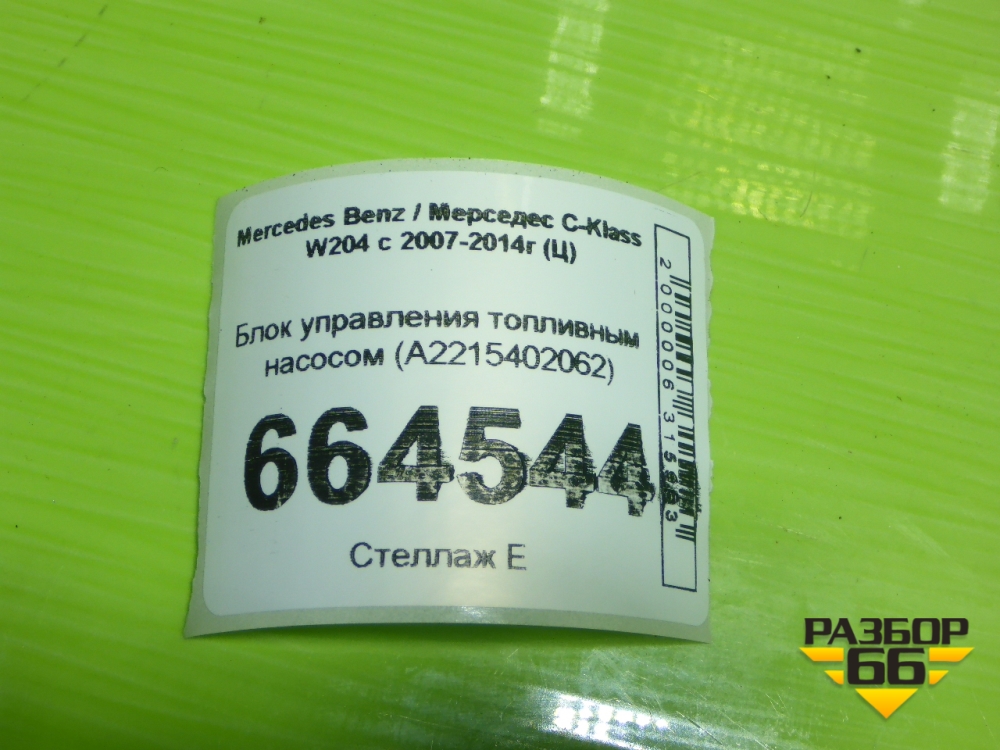 Mercedes Benz / Мерседес C-Klass
W204 с 2007-2014г (Ц)
Блок управления топливным
насосом (A2215402062)
664544
Стеллаж Е
РАЗБОР
66